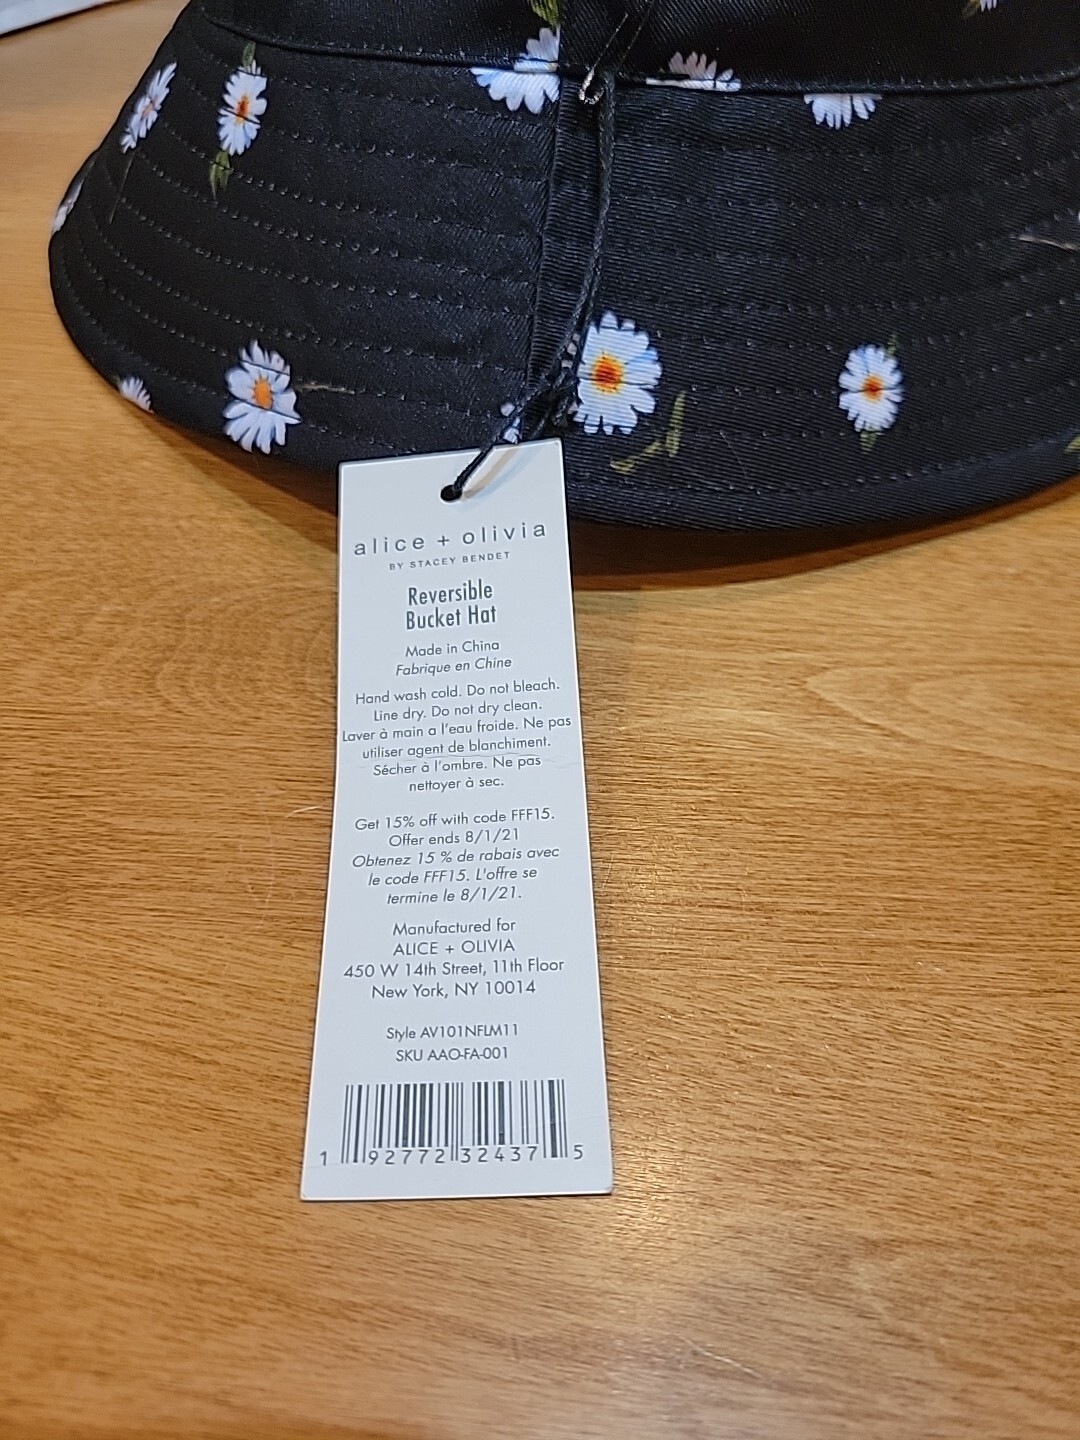 alice + olivia
BY STACEY BENDET
Reversible
Bucket Hat
Made in China
Fabrique en Chine
Hand wash cold. Do not bleach.
Line dry. Do not dry clean.
Laver à main a l'eau froide. Ne pas
utiliser agent de blanchiment.
Sécher à l'ombre. Ne pas
nettoyer à sec.
Get 15% off with code FFF15.
Offer ends 8/1/21
Obtenez 15 % de rabais avec
le code FFF15. L'offre se
termine le 8/1/21.
Manufactured for
ALICE + OLIVIA
450 W 14th Street, 11th Floor
New York, NY 10014
Style AV101NFLM11
SKU AAO-FA-001
1 92772 32437 5